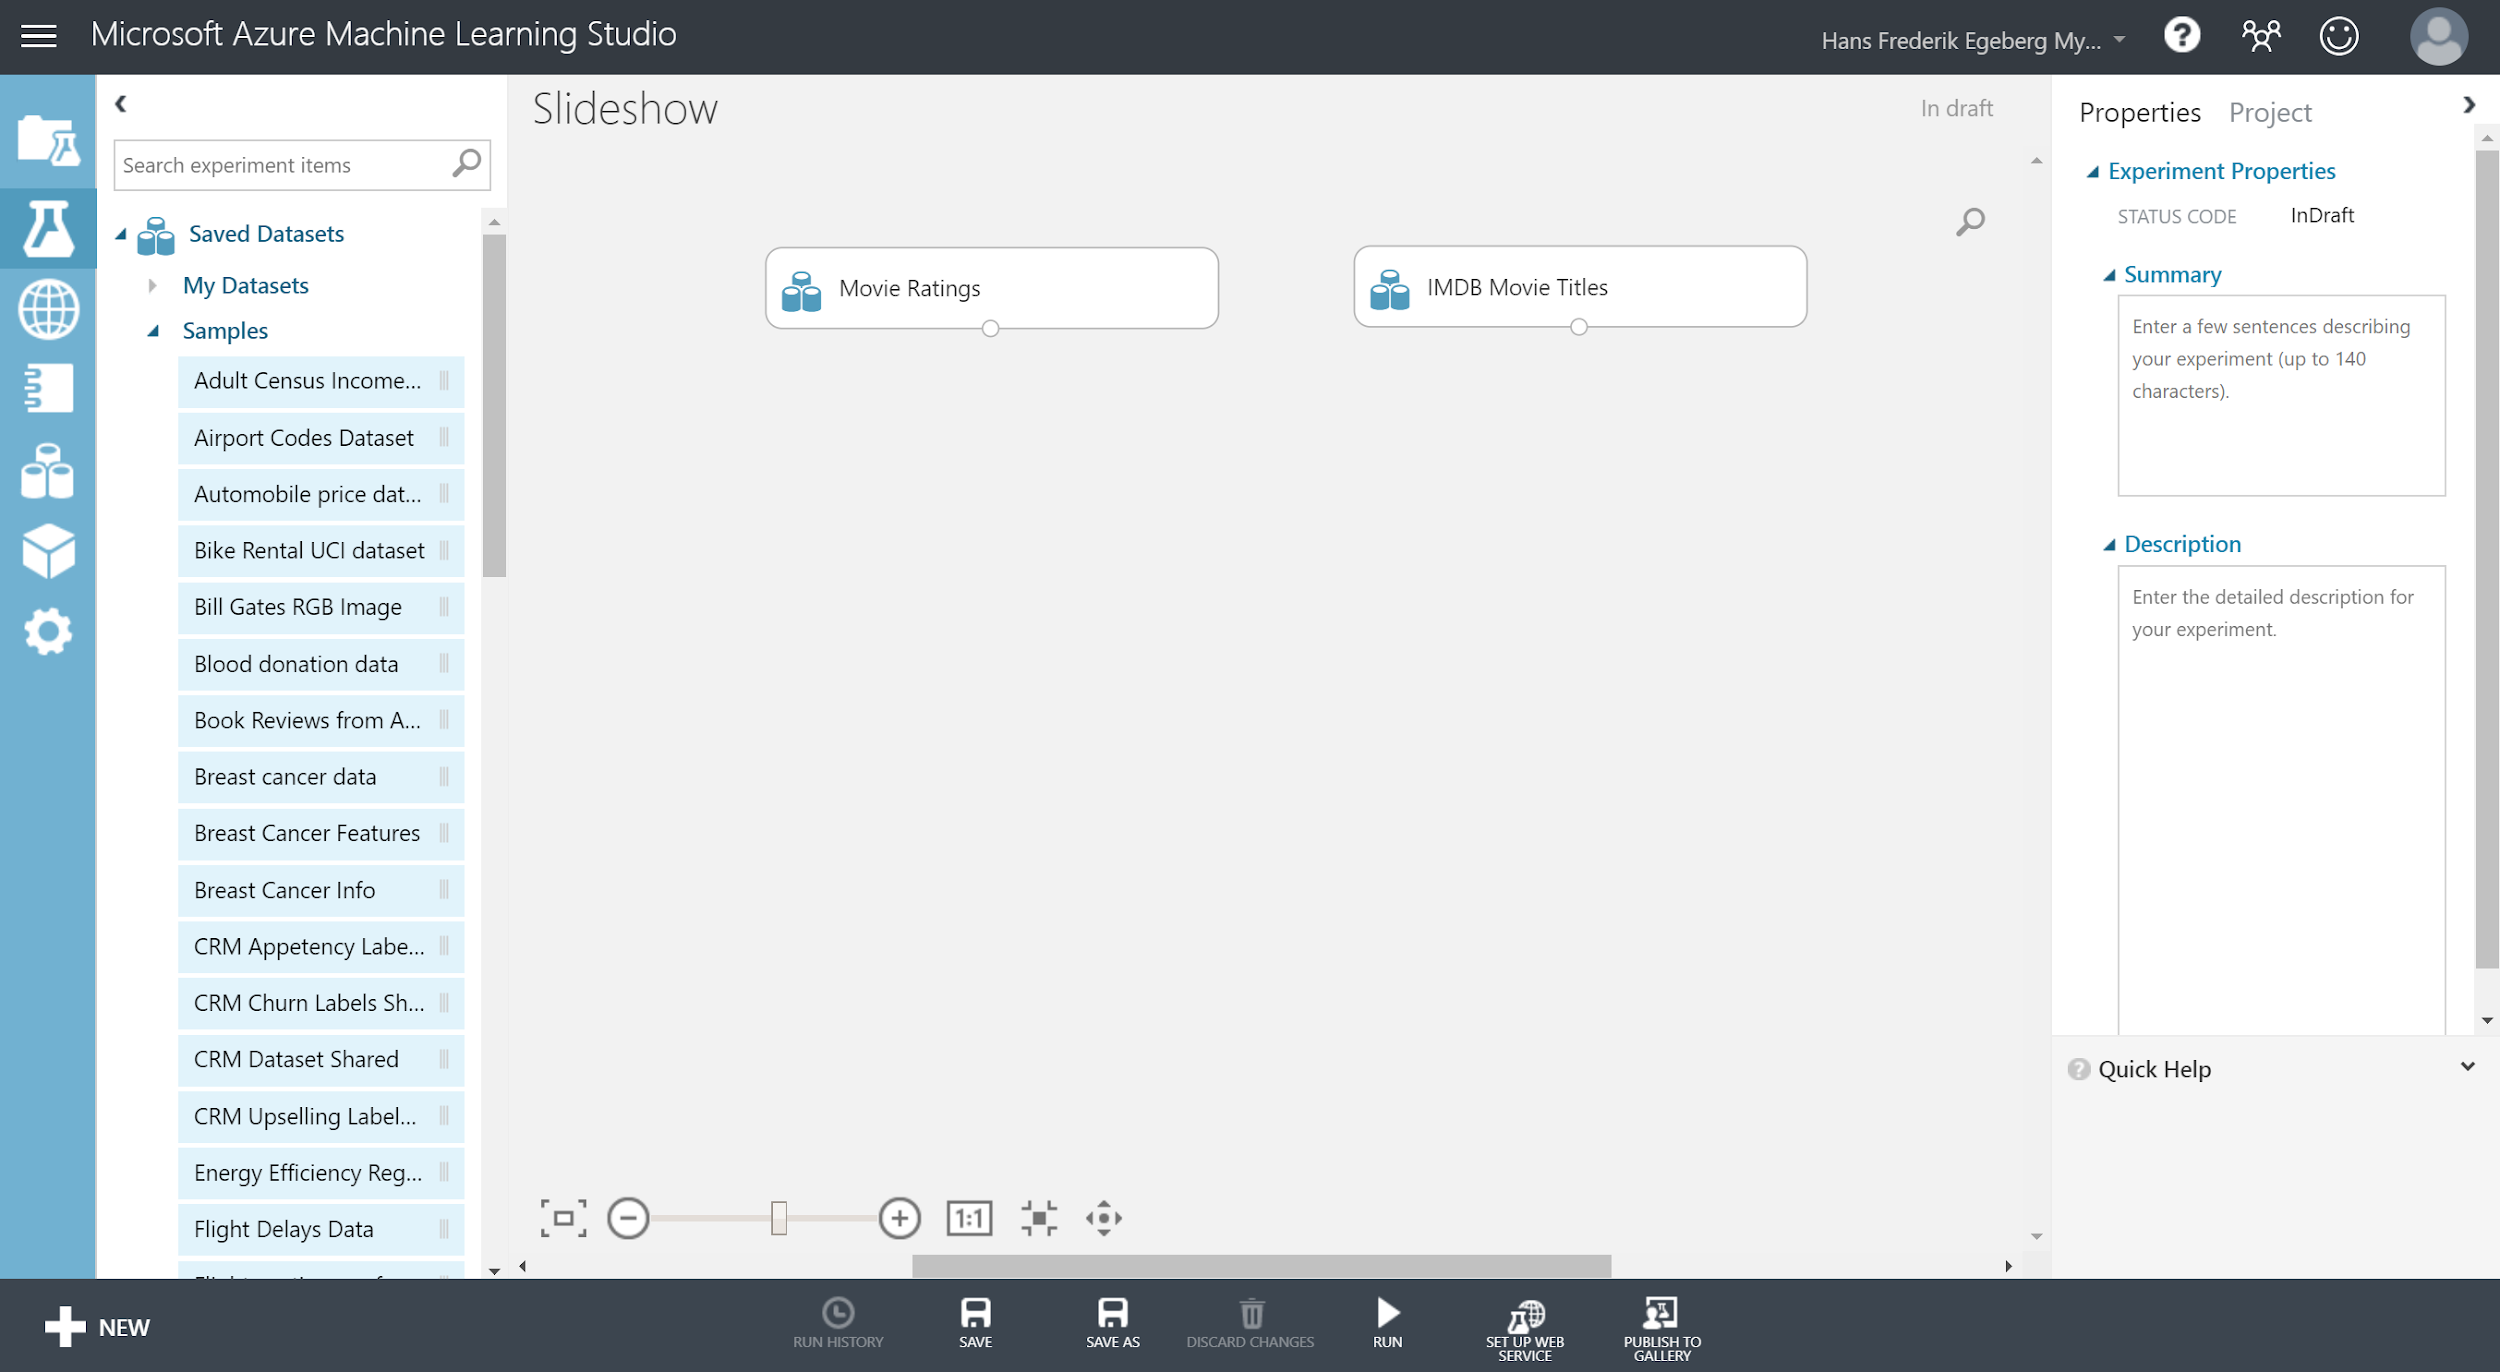 Microsoft Azure Machine Learning Studio
Hans Frederik Egeberg My...
?
Search experiment items
Saved Datasets
My Datasets
Samples
Adult Census Income...
Airport Codes Dataset
Automobile price dat...
Bike Rental UCI dataset
Bill Gates RGB Image
Blood donation data
Book Reviews from A...
Breast cancer data
Breast Cancer Features
Breast Cancer Info
CRM Appetency Labe...
CRM Churn Labels Sh...
CRM Dataset Shared
CRM Upselling Label...
Energy Efficiency Reg...
Flight Delays Data
Slideshow
In draft
Movie Ratings
IMDB Movie Titles
1:1
Properties
Project
Experiment Properties
STATUS CODE InDraft
Summary
Enter a few sentences describing
your experiment (up to 140
characters).
Description
Enter the detailed description for
your experiment.
? Quick Help
NEW
RUN HISTORY
SAVE
SAVE AS
DISCARD CHANGES
RUN
SET UP WEB
SERVICE
PUBLISH TO
GALLERY